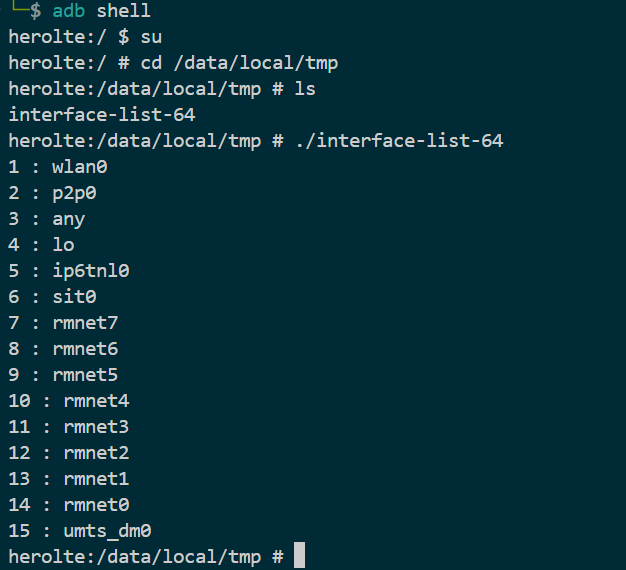 └─$ adb shell
herolte:/ $ su
herolte:/ # cd /data/local/tmp
herolte:/data/local/tmp # ls
interface-list-64
herolte:/data/local/tmp # ./interface-list-64
1 : wlan0
2 : p2p0
3 : any
4 : lo
5 : ip6tnl0
6 : sit0
7 : rmnet7
8 : rmnet6
9 : rmnet5
10 : rmnet4
11 : rmnet3
12 : rmnet2
13 : rmnet1
14 : rmnet0
15 : umts_dm0
herolte:/data/local/tmp #